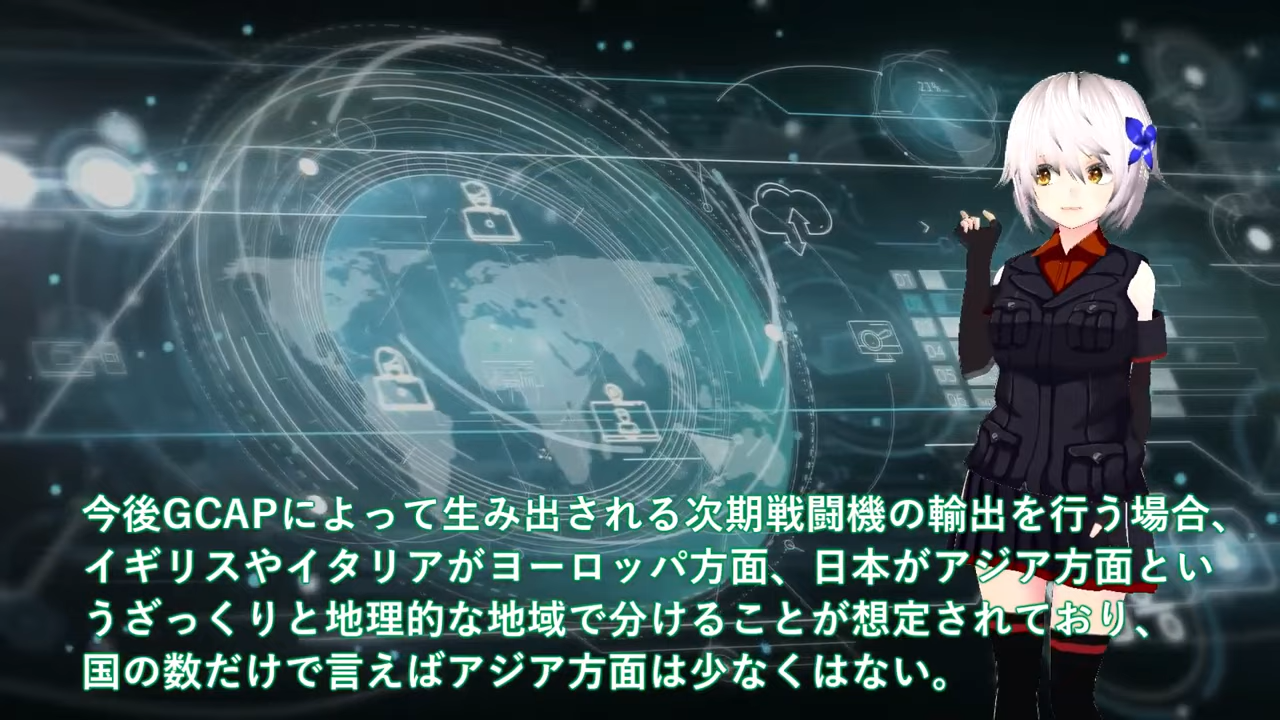 21%
01
04
05
06
今後GCAPによって生み出される次期戦闘機の輸出を行う場合、
イギリスやイタリアがヨーロッパ方面、日本がアジア方面とい
うざっくりと地理的な地域で分けることが想定されており、
国の数だけで言えばアジア方面は少なくはない。